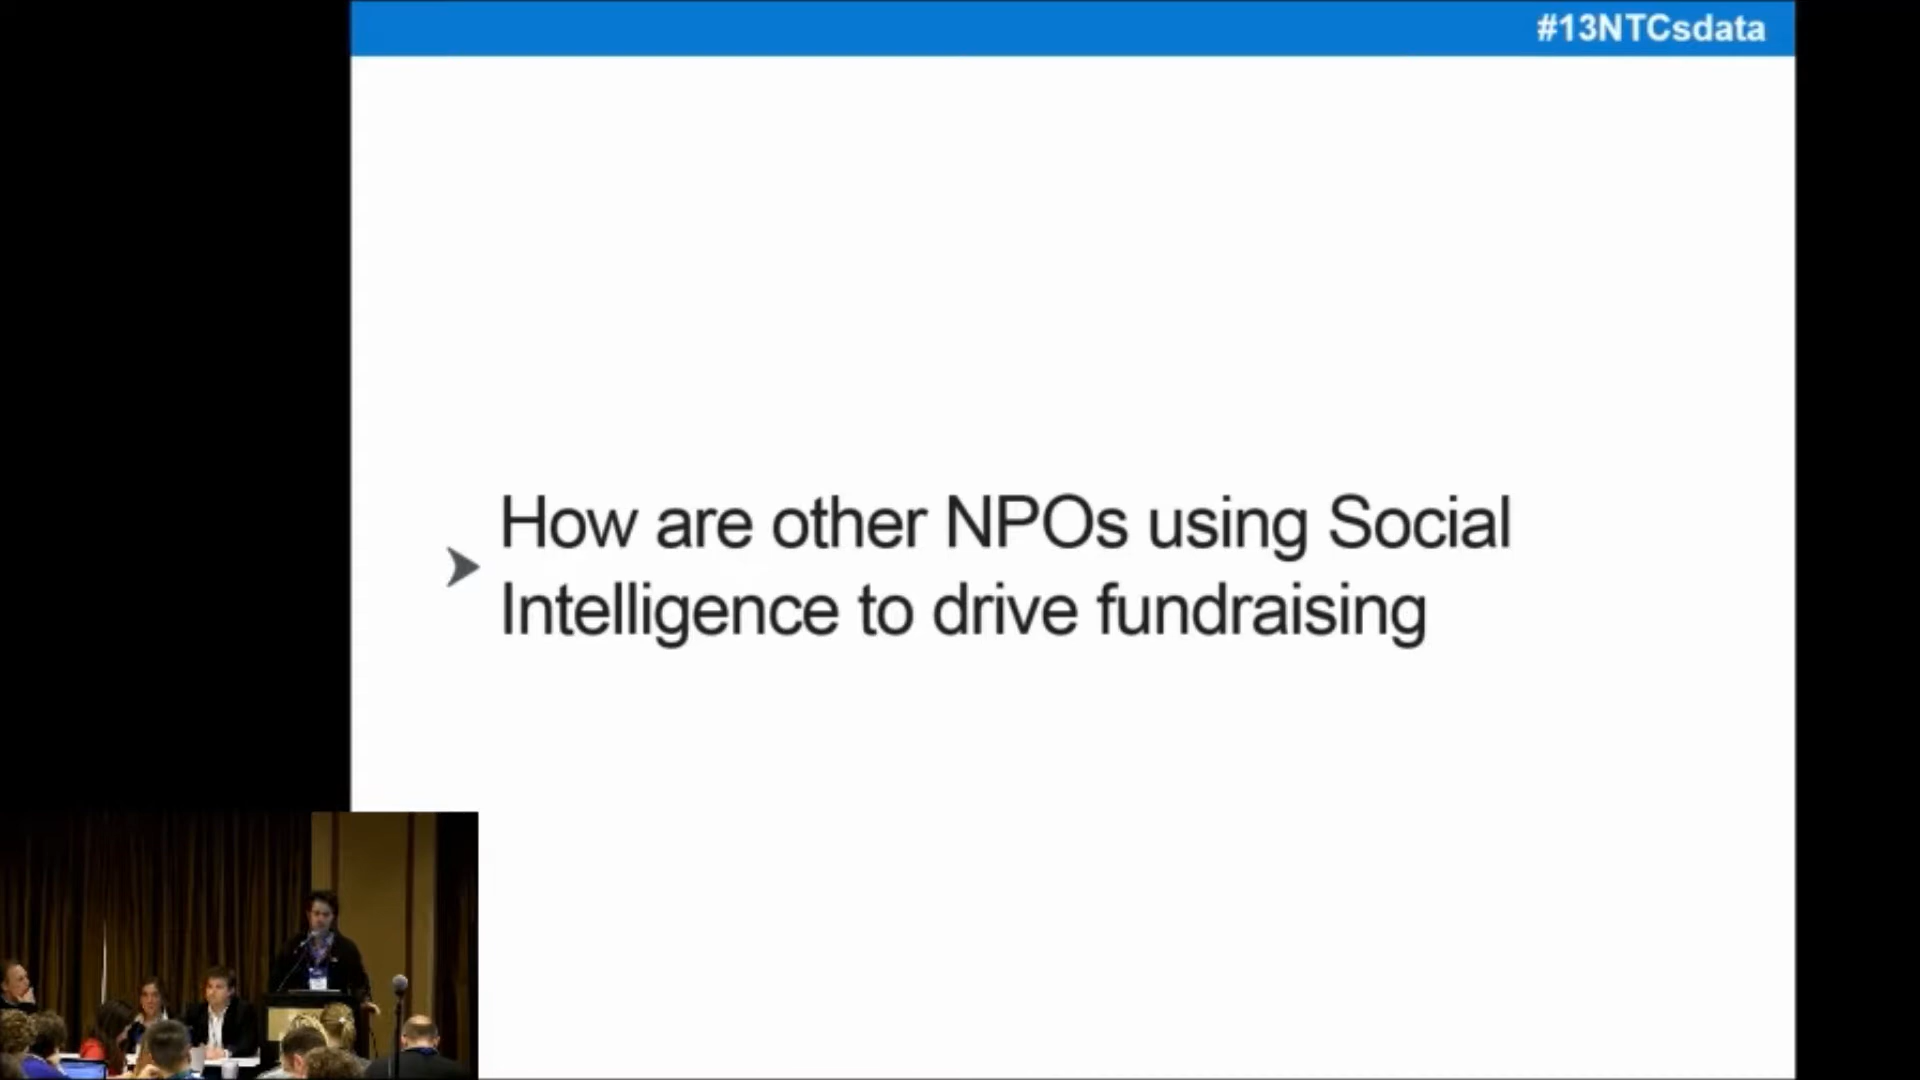 #13NTCsdata
How are other NPOs using Social
Intelligence to drive fundraising